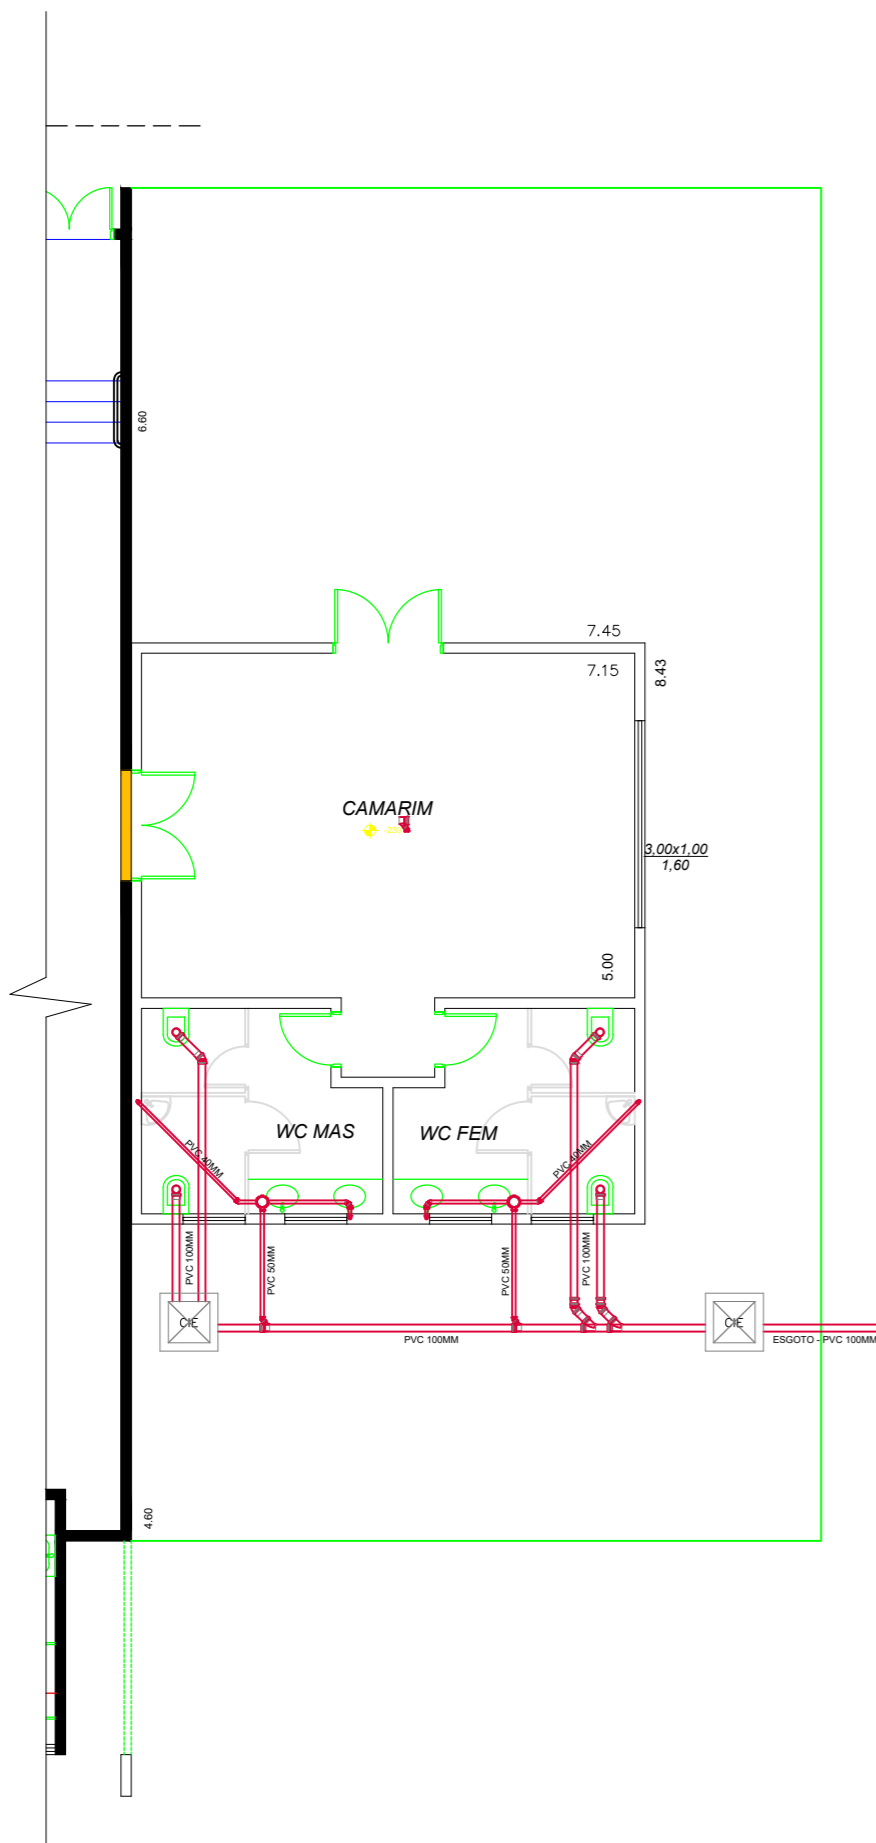 6.60
7.45
7.15
8.43
CAMARIM
3,00x1,00
1,60
5.00
WC MAS
WC FEM
PVC 40MM
PVC 40MM
PVC 100MM
PVC 50MM
PVC 50MM
PVC 100MM
CIE
CIE
PVC 100MM
ESGOTO - PVC 100MM
4.60